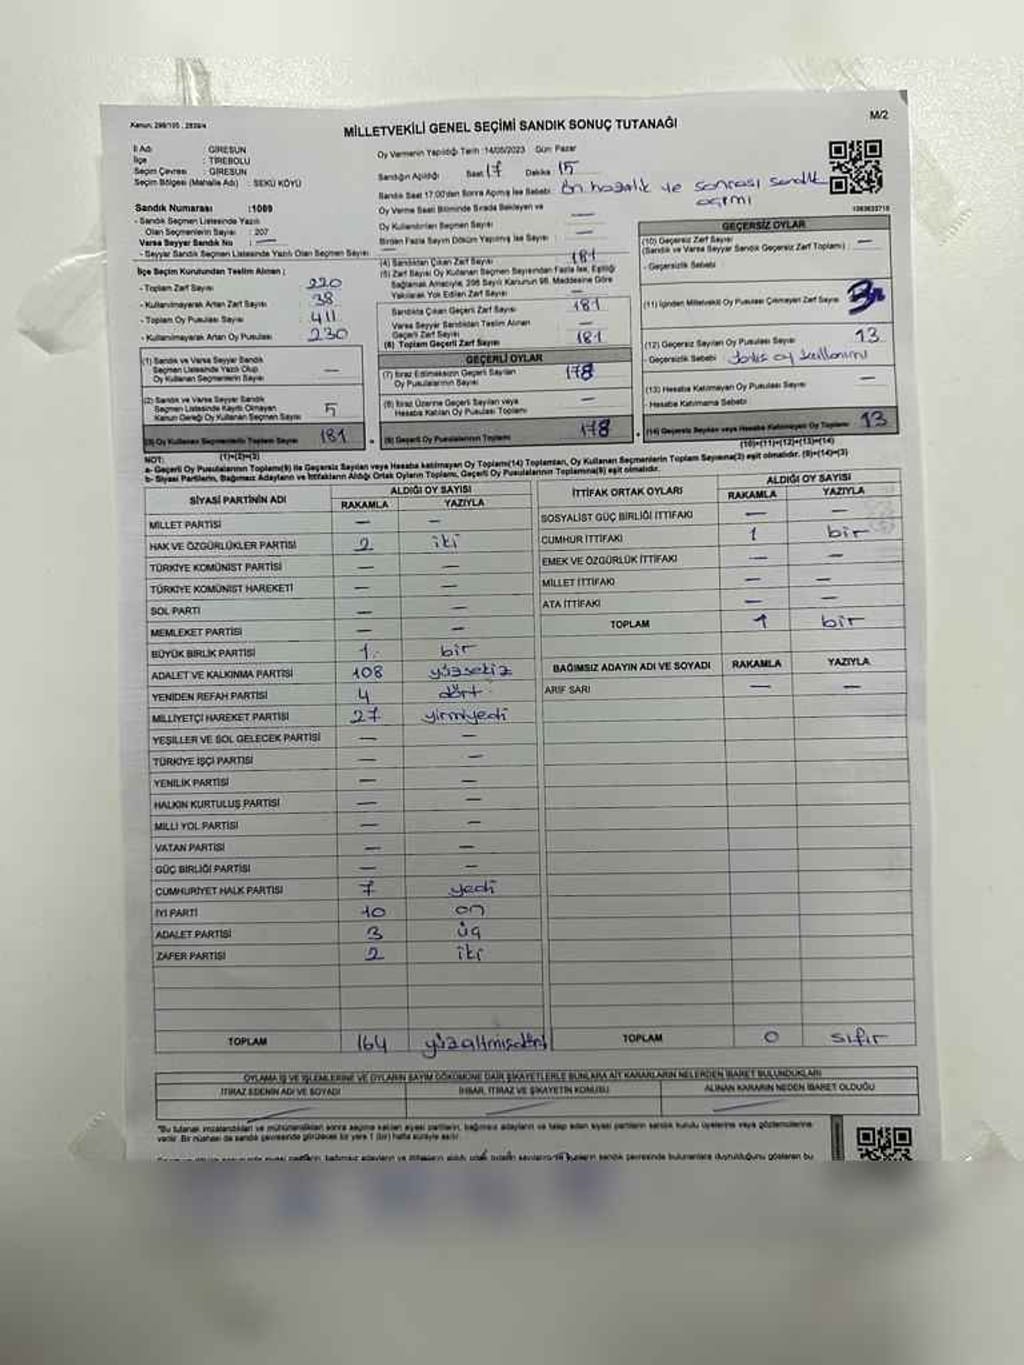 Kanun: 298/105, 2839/4
M/2
MİLLETVEKİLİ GENEL SEÇİMİ SANDIK SONUÇ TUTANAĞI
İl Adı : GİRESUN
İlçe : TİREBOLU
Seçim Çevresi : GİRESUN
Seçim Bölgesi (Mahalle Adı) : SEKÜ KÖYÜ
Sandık Numarası : 1069
- Sandık Seçmen Listesinde Yazılı
Olan Seçmenlerin Sayısı : 207
Varsa Seyyar Sandık No : —
- Seyyar Sandık Seçmen Listesinde Yazılı Olan Seçmen Sayısı —
İlçe Seçim Kurulundan Teslim Alınan ;
- Toplam Zarf Sayısı : 220
- Kullanılmayarak Artan Zarf Sayısı : 38
- Toplam Oy Pusulası Sayısı : 411
- Kullanılmayarak Artan Oy Pusulası : 230
(1) Sandık ve Varsa Seyyar Sandık
Seçmen Listesinde Yazılı Olup
Oy Kullanan Seçmenlerin Sayısı —
(2) Sandık ve Varsa Seyyar Sandık
Seçmen Listesinde Kayıtlı Olmayan
Kanun Gereği Oy Kullanan Seçmen Sayısı 5
(3) Oy Kullanan Seçmenlerin Toplam Sayısı 181
(1)+(2)=(3)
Oy Vermenin Yapıldığı Tarih : 14/05/2023 Gün: Pazar
Sandığın Açıldığı Saat 17 Dakika 15
Sandık Saat 17:00'den Sonra Açılmış İse Sebebi Ön hazırlık ve sonrası sandık
açımı
Oy Verme Saati Bitiminde Sırada Bekleyen ve
Oy Kullandırılan Seçmen Sayısı : —
Birden Fazla Sayım Döküm Yapılmış İse Sayısı : —
(4) Sandıktan Çıkan Zarf Sayısı : 181
(5) Zarf Sayısı Oy Kullanan Seçmen Sayısından Fazla İse, Eşitliği
Sağlamak Amacıyla, 298 Sayılı Kanunun 98. Maddesine Göre
Yakılarak Yok Edilen Zarf Sayısı : —
Sandıkta Çıkan Geçerli Zarf Sayısı : 181
Varsa Seyyar Sandıktan Teslim Alınan
Geçerli Zarf Sayısı : —
(6) Toplam Geçerli Zarf Sayısı : 181
GEÇERLİ OYLAR
(7) İtiraz Edilmeksizin Geçerli Sayılan
Oy Pusulalarının Sayısı : 178
(8) İtiraz Üzerine Geçerli Sayılan veya
Hesaba Katılan Oy Pusulası Toplamı : —
(9) Geçerli Oy Pusulalarının Toplamı : 178
1063633710
GEÇERSİZ OYLAR
(10) Geçersiz Zarf Sayısı
(Sandık ve Varsa Seyyar Sandık Geçersiz Zarf Toplamı) : —
- Geçersizlik Sebebi
(11) İçinden Milletvekili Oy Pusulası Çıkmayan Zarf Sayısı
(12) Geçersiz Sayılan Oy Pusulası Sayısı : 13
- Geçersizlik Sebebi : oy kullanımı
(13) Hesaba Katılmayan Oy Pusulası Sayısı : —
- Hesaba Katılmama Sebebi
(14) Geçersiz Sayılan veya Hesaba Katılmayan Oy Toplamı : 13
(10)+(11)+(12)+(13)=(14)
NOT:
a- Geçerli Oy Pusulalarının Toplamı(9) ile Geçersiz Sayılan veya Hesaba katılmayan Oy Toplamı(14) Toplamları, Oy Kullanan Seçmenlerin Toplam Sayısına(3) eşit olmalıdır. (9)+(14)=(3)
b- Siyasi Partilerin, Bağımsız Adayların ve İttifakların Aldığı Ortak Oyların Toplamı, Geçerli Oy Pusulalarının Toplamına(9) eşit olmalıdır.
SİYASİ PARTİNİN ADI ALDIĞI OY SAYISI
RAKAMLA YAZIYLA
MİLLET PARTİSİ — —
HAK VE ÖZGÜRLÜKLER PARTİSİ 2 iki
TÜRKİYE KOMÜNİST PARTİSİ — —
TÜRKİYE KOMÜNİST HAREKETİ — —
SOL PARTİ — —
MEMLEKET PARTİSİ — —
BÜYÜK BİRLİK PARTİSİ 1 bir
ADALET VE KALKINMA PARTİSİ 108 yüzsekiz
YENİDEN REFAH PARTİSİ 4 dört
MİLLİYETÇİ HAREKET PARTİSİ 27 yirmiyedi
YEŞİLLER VE SOL GELECEK PARTİSİ — —
TÜRKİYE İŞÇİ PARTİSİ — —
YENİLİK PARTİSİ — —
HALKIN KURTULUŞ PARTİSİ — —
MİLLİ YOL PARTİSİ — —
VATAN PARTİSİ — —
GÜÇ BİRLİĞİ PARTİSİ — —
CUMHURİYET HALK PARTİSİ 7 yedi
İYİ PARTİ 10 on
ADALET PARTİSİ 3 üç
ZAFER PARTİSİ 2 iki
TOPLAM 164 yüzaltmışdört
İTTİFAK ORTAK OYLARI ALDIĞI OY SAYISI
RAKAMLA YAZIYLA
SOSYALİST GÜÇ BİRLİĞİ İTTİFAKI — —
CUMHUR İTTİFAKI 1 bir
EMEK VE ÖZGÜRLÜK İTTİFAKI — —
MİLLET İTTİFAKI — —
ATA İTTİFAKI — —
TOPLAM 1 bir
BAĞIMSIZ ADAYIN ADI VE SOYADI RAKAMLA YAZIYLA
ARİF SARI — —
TOPLAM 0 sıfır
OYLAMA İŞ VE İŞLEMLERİNE VE OYLARIN SAYIM DÖKÜMÜNE DAİR ŞİKAYETLERLE BUNLARA AİT KARARLARIN NELERDEN İBARET BULUNDUKLARI
İTİRAZ EDENİN ADI VE SOYADI İHBAR, İTİRAZ VE ŞİKAYETİN KONUSU ALINAN KARARIN NEDEN İBARET OLDUĞU
"Bu tutanak imzalandıktan ve mühürlendikten sonra seçime katılan siyasi partilerin, bağımsız adayların ve talep eden siyasi partilerin sandık kurulu üyelerine veya gözlemcilerine
verilir. Bir nüshası da sandık çevresinde görülecek bir yere 1 (bir) hafta süreyle asılır.